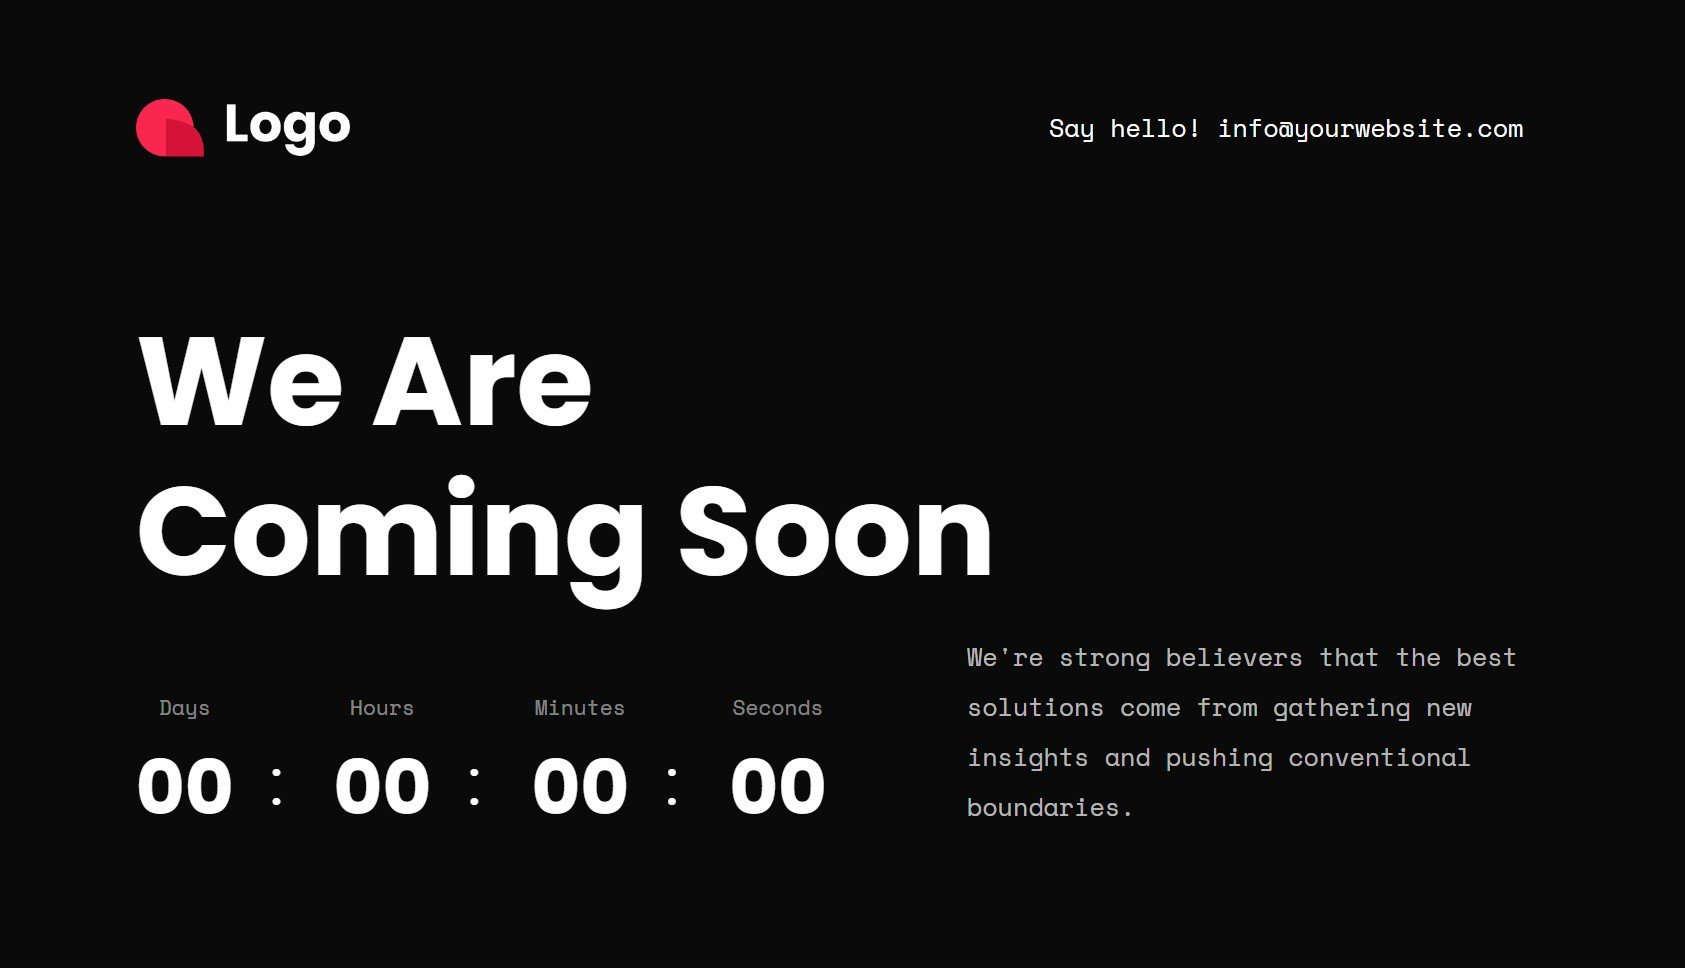 Logo
Say hello! info@yourwebsite.com
We Are
Coming Soon
Days Hours Minutes Seconds
00 : 00 : 00 : 00
We're strong believers that the best
solutions come from gathering new
insights and pushing conventional
boundaries.